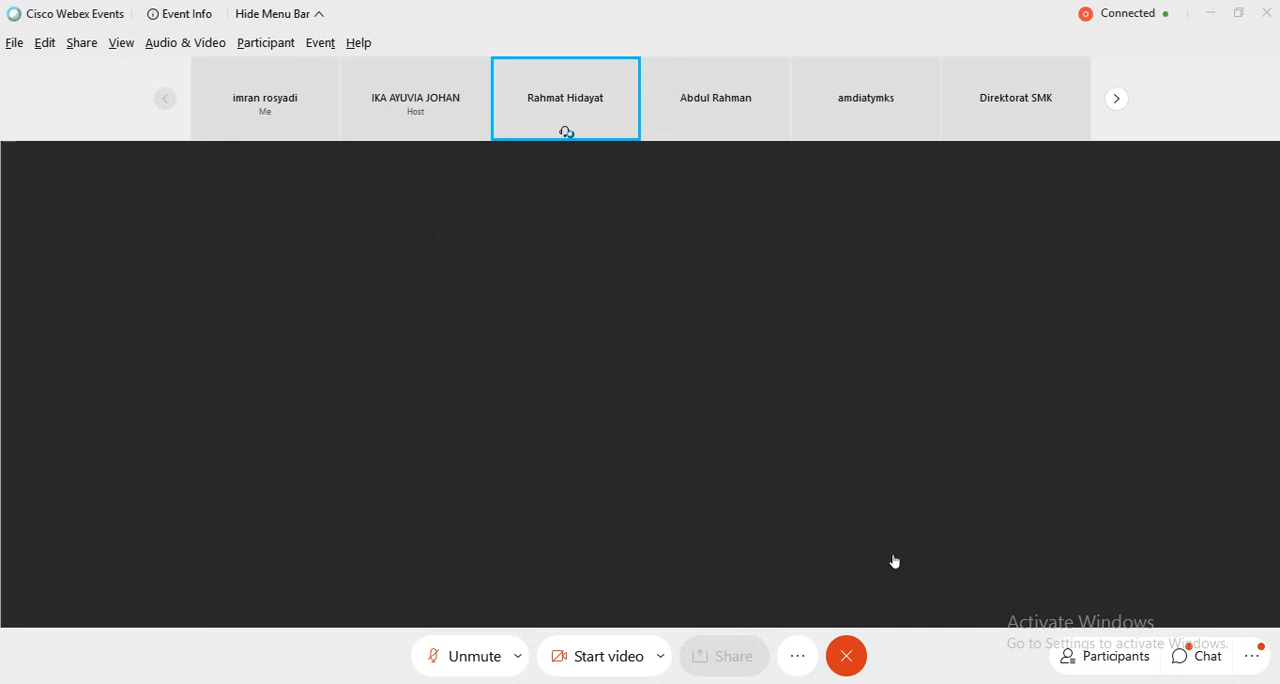 Cisco Webex Events Event Info Hide Menu Bar Connected
File Edit Share View Audio & Video Participant Event Help
imran rosyadi
Me
IKA AYUVIA JOHAN
Host
Rahmat Hidayat
Abdul Rahman
amdiatymks
Direktorat SMK
Activate Windows
Go to Settings to activate Windows.
Unmute Start video Share Participants Chat